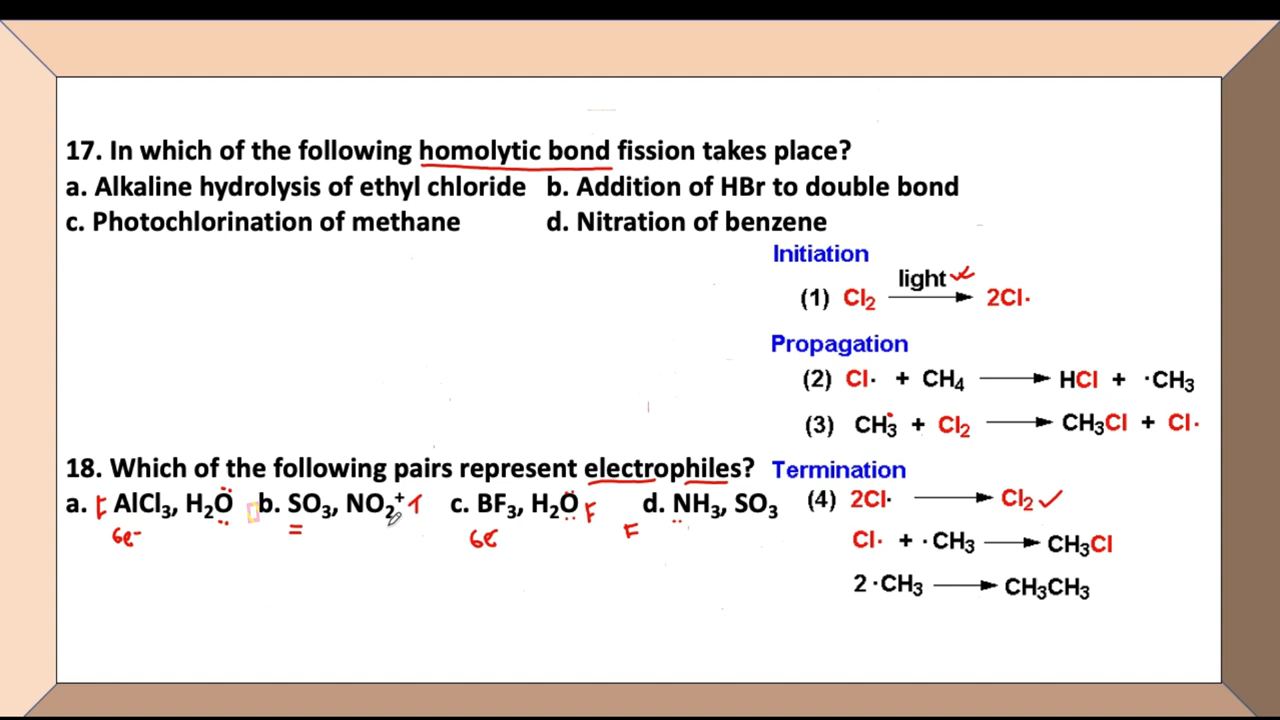 17. In which of the following homolytic bond fission takes place?
a. Alkaline hydrolysis of ethyl chloride b. Addition of HBr to double bond
c. Photochlorination of methane d. Nitration of benzene
Initiation
light
(1) Cl₂ → 2Cl·
Propagation
(2) Cl· + CH₄ → HCl + ·CH₃
(3) CH₃ + Cl₂ → CH₃Cl + Cl·
18. Which of the following pairs represent electrophiles?
a. F AlCl₃, H₂O b. SO₃, NO₂⁺ T c. BF₃, H₂O F d. NH₃, SO₃
6e⁻ = 6e F
Termination
(4) 2Cl· → Cl₂ ✓
Cl· + ·CH₃ → CH₃Cl
2 ·CH₃ → CH₃CH₃